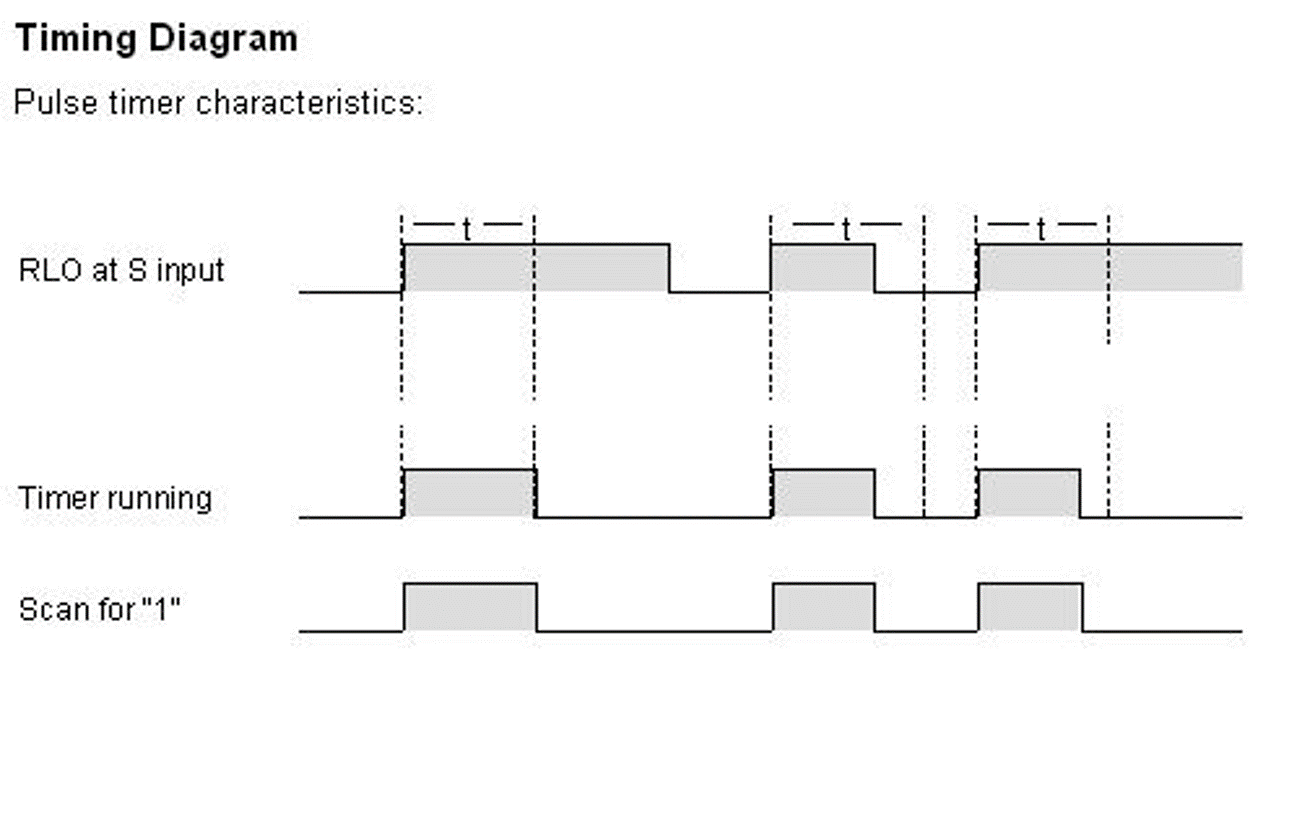 Timing Diagram
Pulse timer characteristics:
t t t
RLO at S input
Timer running
Scan for "1"